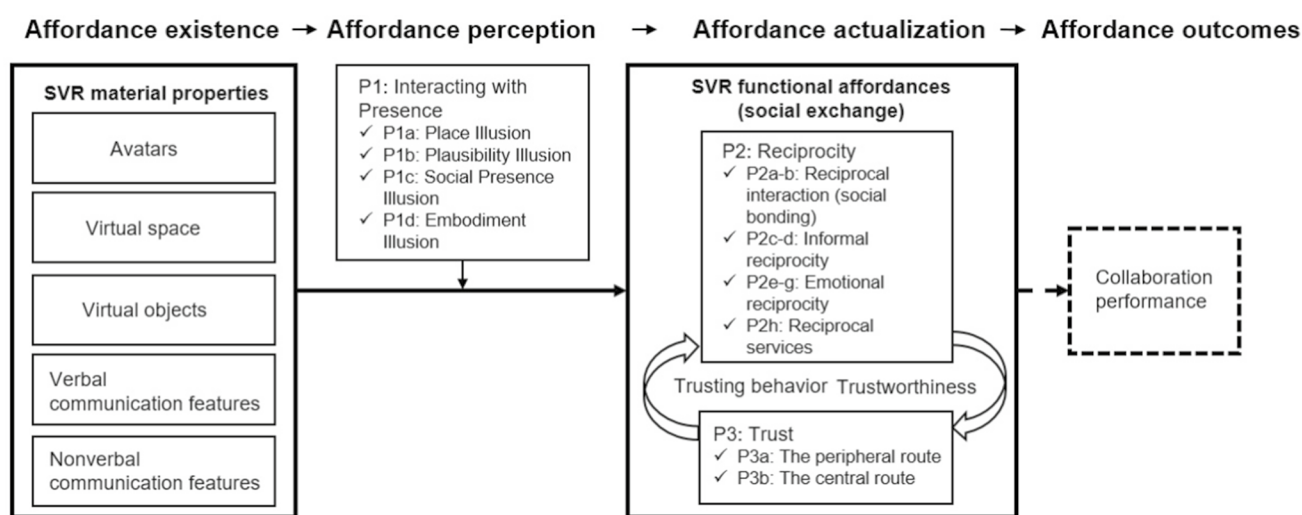 Affordance existence → Affordance perception → Affordance actualization → Affordance outcomes
SVR material properties
Avatars
Virtual space
Virtual objects
Verbal
communication features
Nonverbal
communication features
P1: Interacting with
Presence
✓ P1a: Place Illusion
✓ P1b: Plausibility Illusion
✓ P1c: Social Presence
Illusion
✓ P1d: Embodiment
Illusion
SVR functional affordances
(social exchange)
P2: Reciprocity
✓ P2a-b: Reciprocal
interaction (social
bonding)
✓ P2c-d: Informal
reciprocity
✓ P2e-g: Emotional
reciprocity
✓ P2h: Reciprocal
services
Trusting behavior Trustworthiness
P3: Trust
✓ P3a: The peripheral route
✓ P3b: The central route
Collaboration
performance